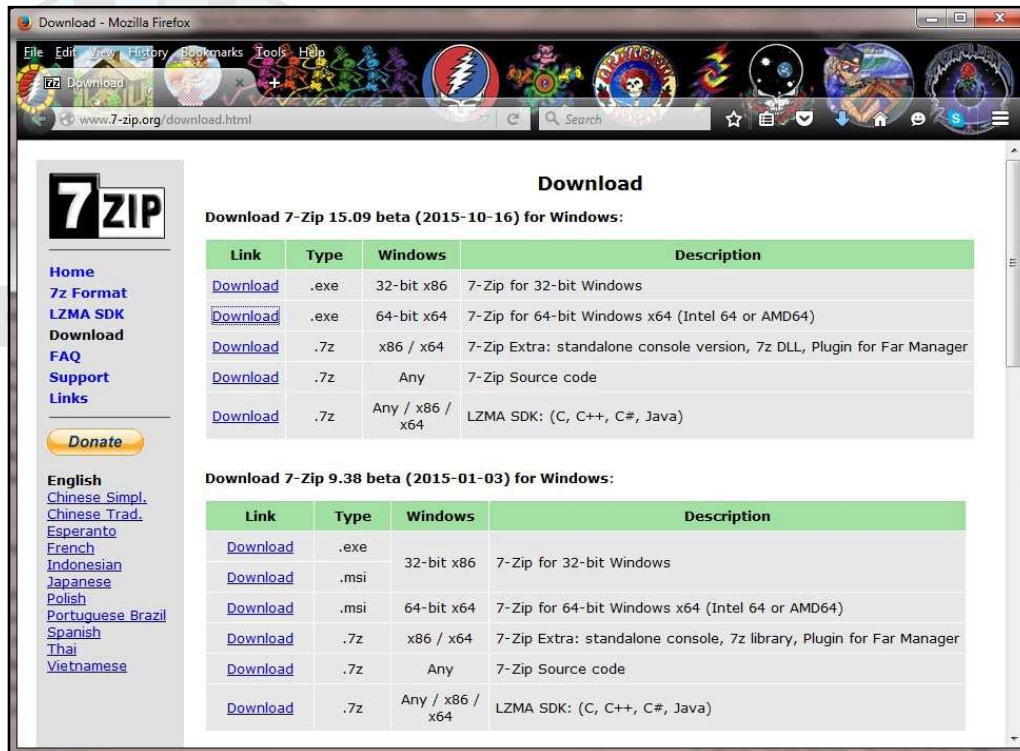 Download - Mozilla Firefox
File Edit View History Bookmarks Tools Help
Download
www.7-zip.org/download.html
Search
7ZIP
Home
7z Format
LZMA SDK
Download
FAQ
Support
Links
Donate
English
Chinese Simpl.
Chinese Trad.
Esperanto
French
Indonesian
Japanese
Polish
Portuguese Brazil
Spanish
Thai
Vietnamese
Download
Download 7-Zip 15.09 beta (2015-10-16) for Windows:
Link Type Windows Description
Download .exe 32-bit x86 7-Zip for 32-bit Windows
Download .exe 64-bit x64 7-Zip for 64-bit Windows x64 (Intel 64 or AMD64)
Download .7z x86 / x64 7-Zip Extra: standalone console version, 7z DLL, Plugin for Far Manager
Download .7z Any 7-Zip Source code
Download .7z Any / x86 / x64 LZMA SDK: (C, C++, C#, Java)
Download 7-Zip 9.38 beta (2015-01-03) for Windows:
Link Type Windows Description
Download .exe 32-bit x86 7-Zip for 32-bit Windows
Download .msi
Download .msi 64-bit x64 7-Zip for 64-bit Windows x64 (Intel 64 or AMD64)
Download .7z x86 / x64 7-Zip Extra: standalone console, 7z library, Plugin for Far Manager
Download .7z Any 7-Zip Source code
Download .7z Any / x86 / x64 LZMA SDK: (C, C++, C#, Java)